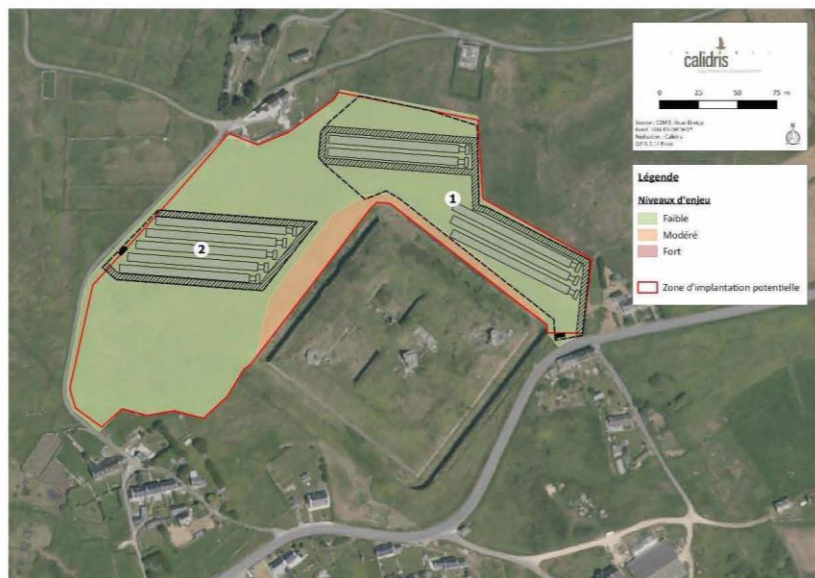 calidris
0 25 50 75 m
N
Légende
Niveaux d'enjeu
Faible
Modéré
Fort
Zone d'implantation potentielle
1
2